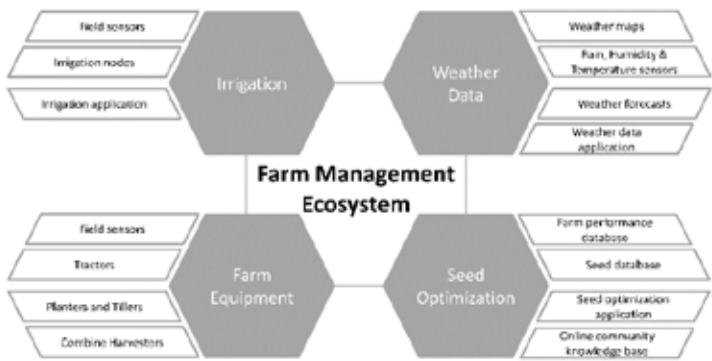 Field sensors
Irrigation nodes
Irrigation application
Irrigation
Weather
Data
Weather maps
Rain, Humidity &
Temperature sensors
Weather forecasts
Weather data
application
Farm Management
Ecosystem
Field sensors
Tractors
Planters and Tillers
Combine Harvesters
Farm
Equipment
Seed
Optimization
Farm performance
database
Seed database
Seed optimization
application
Online community
knowledge base